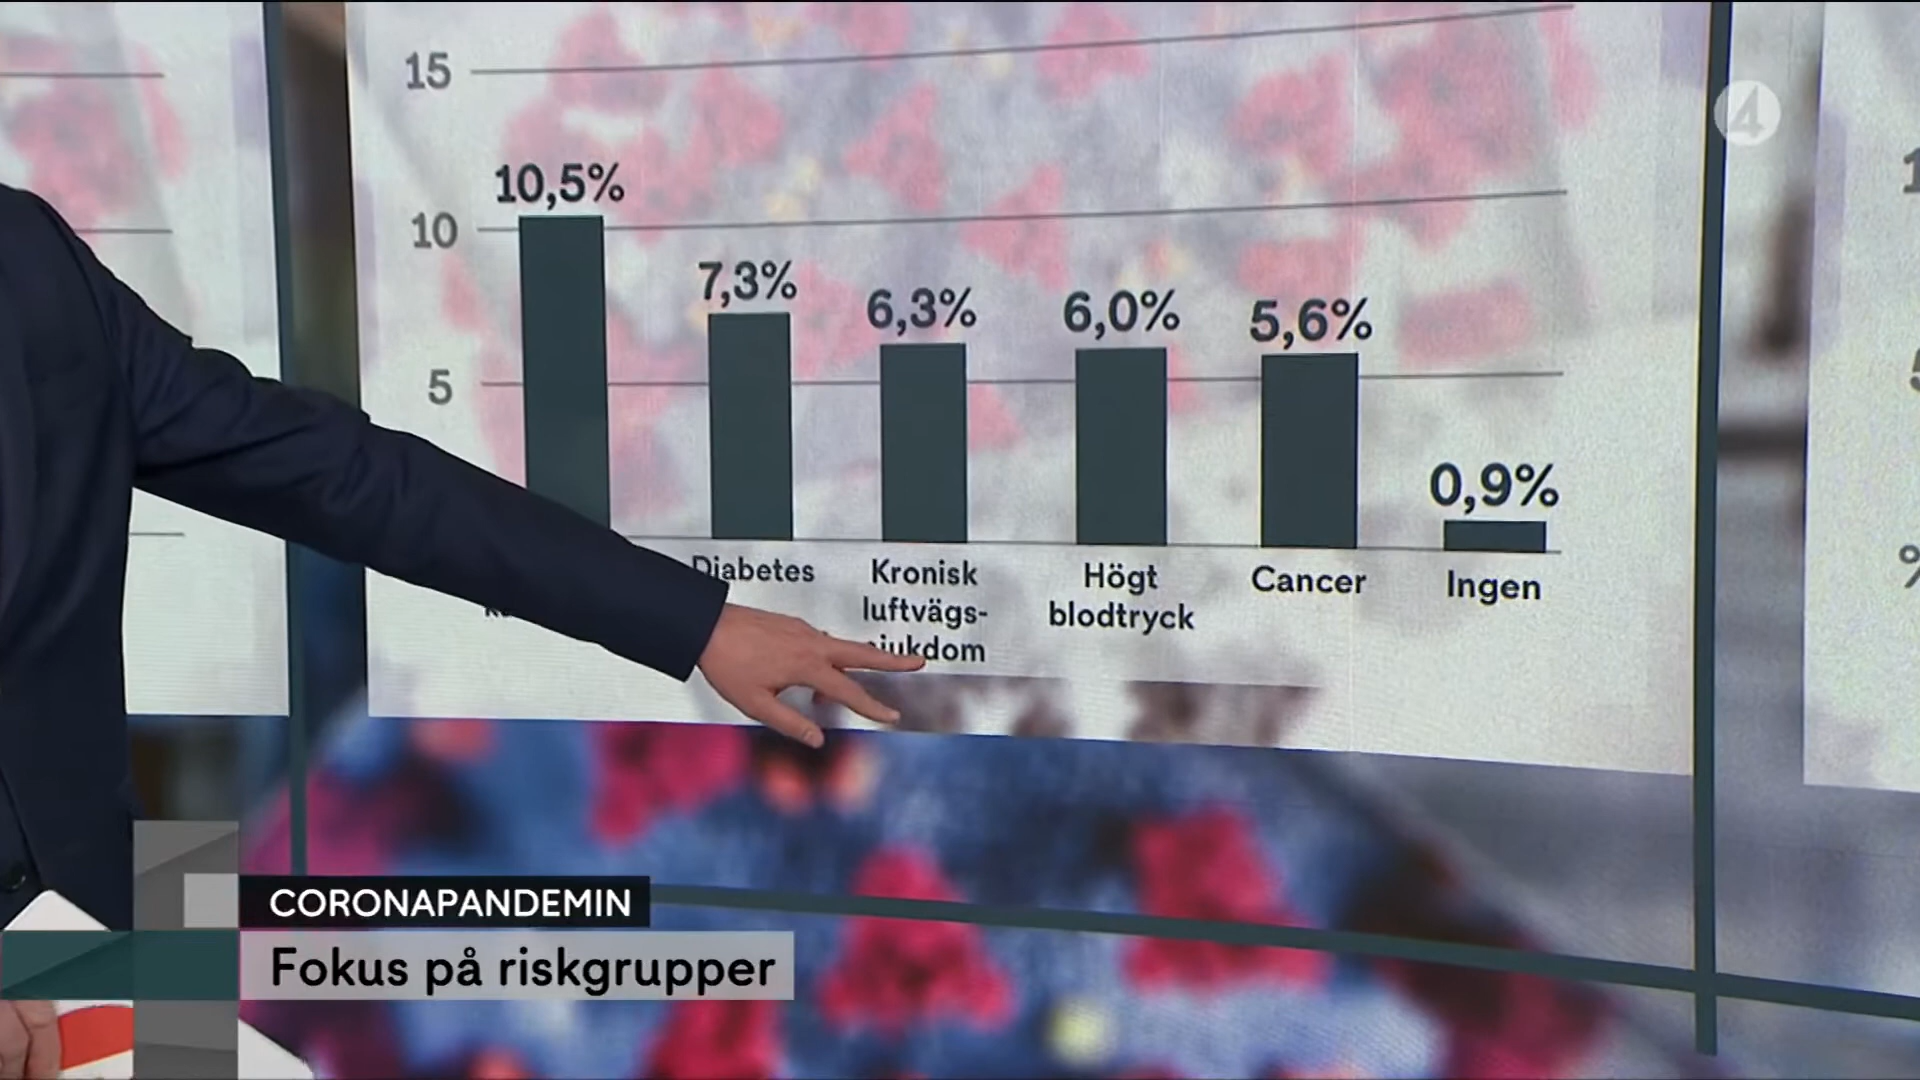 15
10,5%
10
7,3%
6,3%
6,0%
5,6%
5
0,9%
Diabetes
Kronisk
luftvägs-
sjukdom
Högt
blodtryck
Cancer
Ingen
4
CORONAPANDEMIN
Fokus på riskgrupper